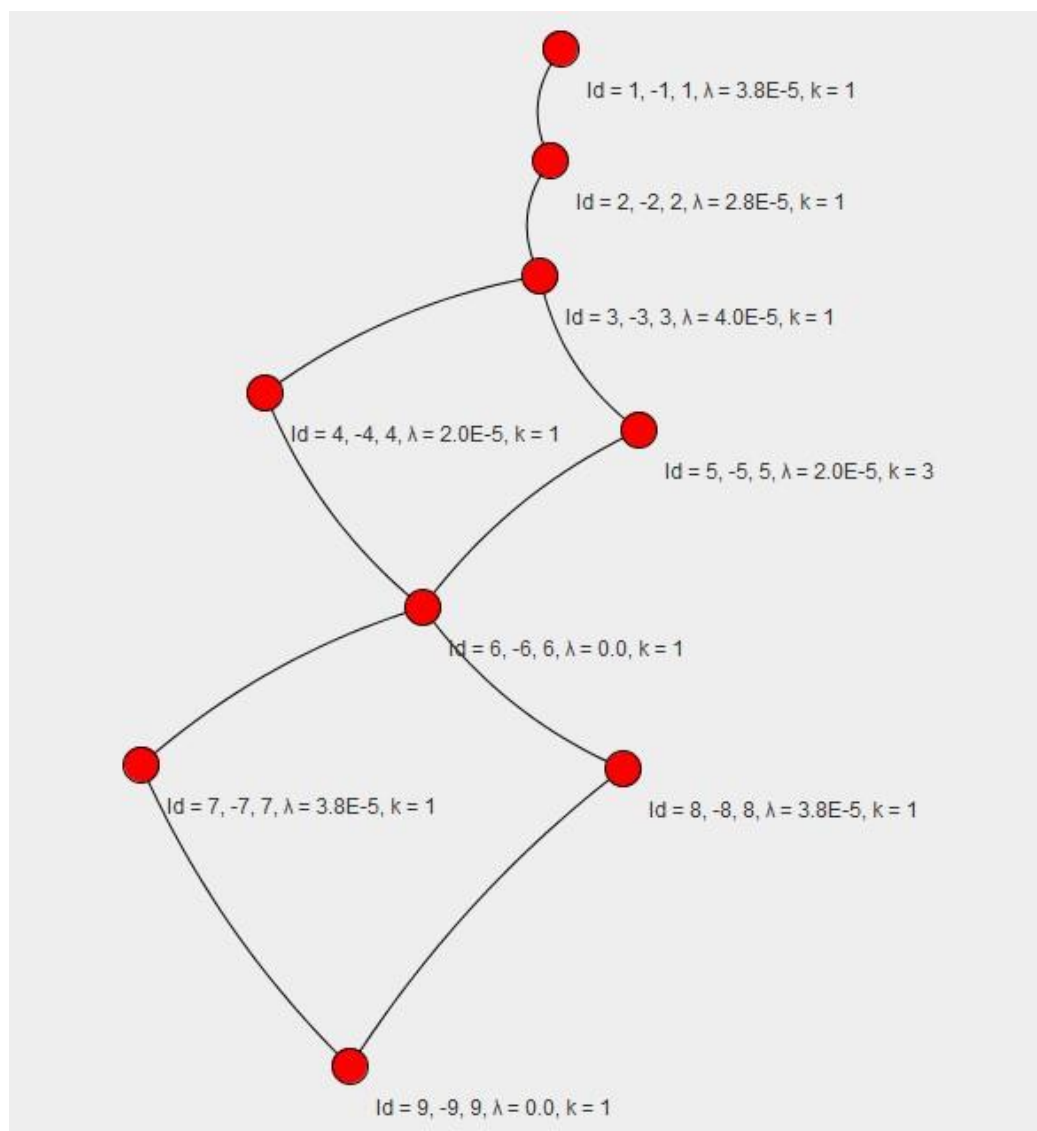 Id = 1, -1, 1, λ = 3.8E-5, k = 1
Id = 2, -2, 2, λ = 2.8E-5, k = 1
Id = 3, -3, 3, λ = 4.0E-5, k = 1
Id = 4, -4, 4, λ = 2.0E-5, k = 1
Id = 5, -5, 5, λ = 2.0E-5, k = 3
Id = 6, -6, 6, λ = 0.0, k = 1
Id = 7, -7, 7, λ = 3.8E-5, k = 1
Id = 8, -8, 8, λ = 3.8E-5, k = 1
Id = 9, -9, 9, λ = 0.0, k = 1